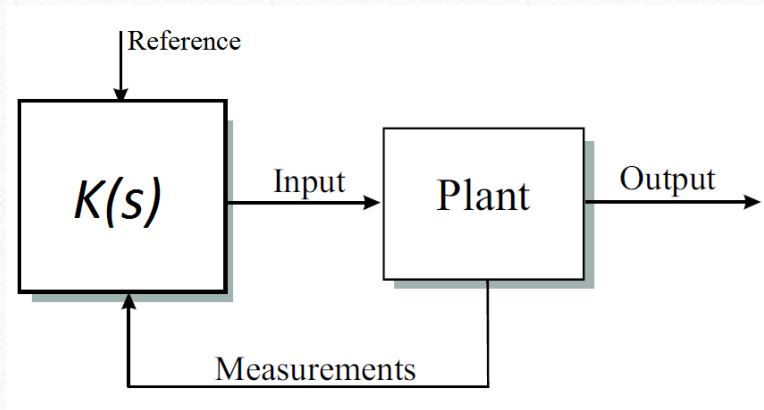 Reference
K(s)
Input
Plant
Output
Measurements